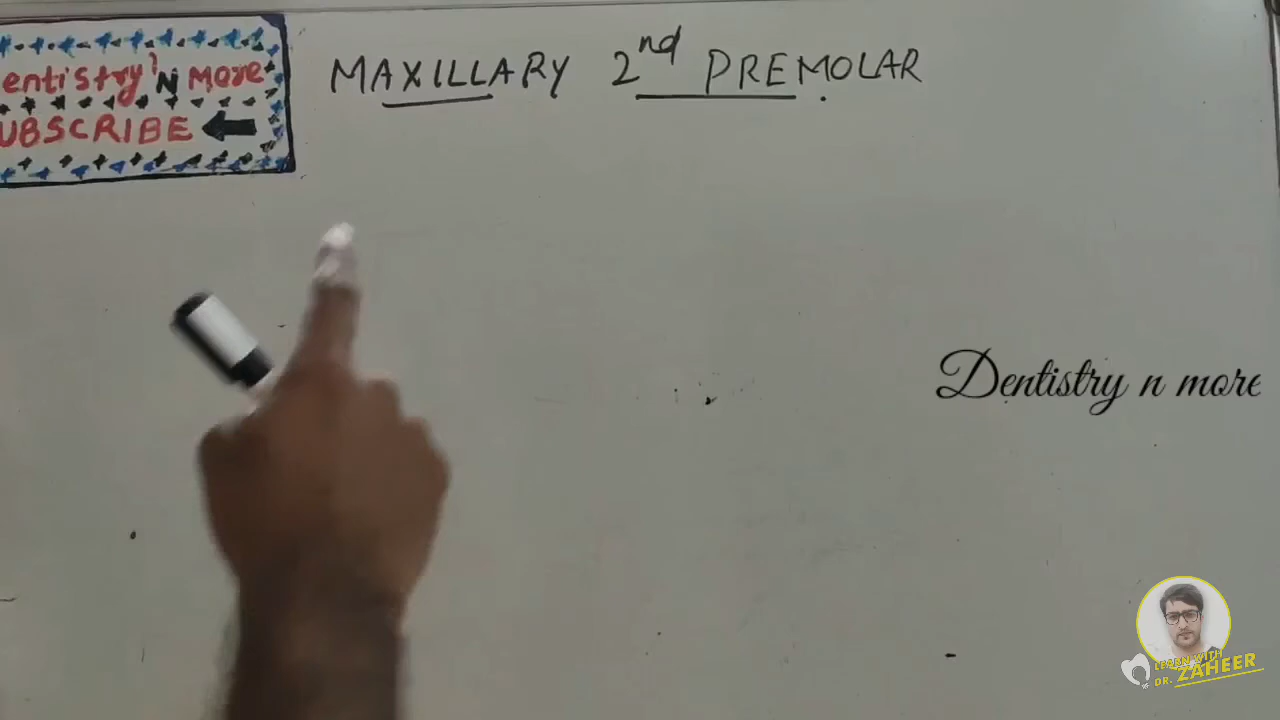 entistry'N more
UBSCRIBE
MAXILLARY 2nd PREMOLAR
Dentistry n more
LEARN WITH
DR. ZAHEER